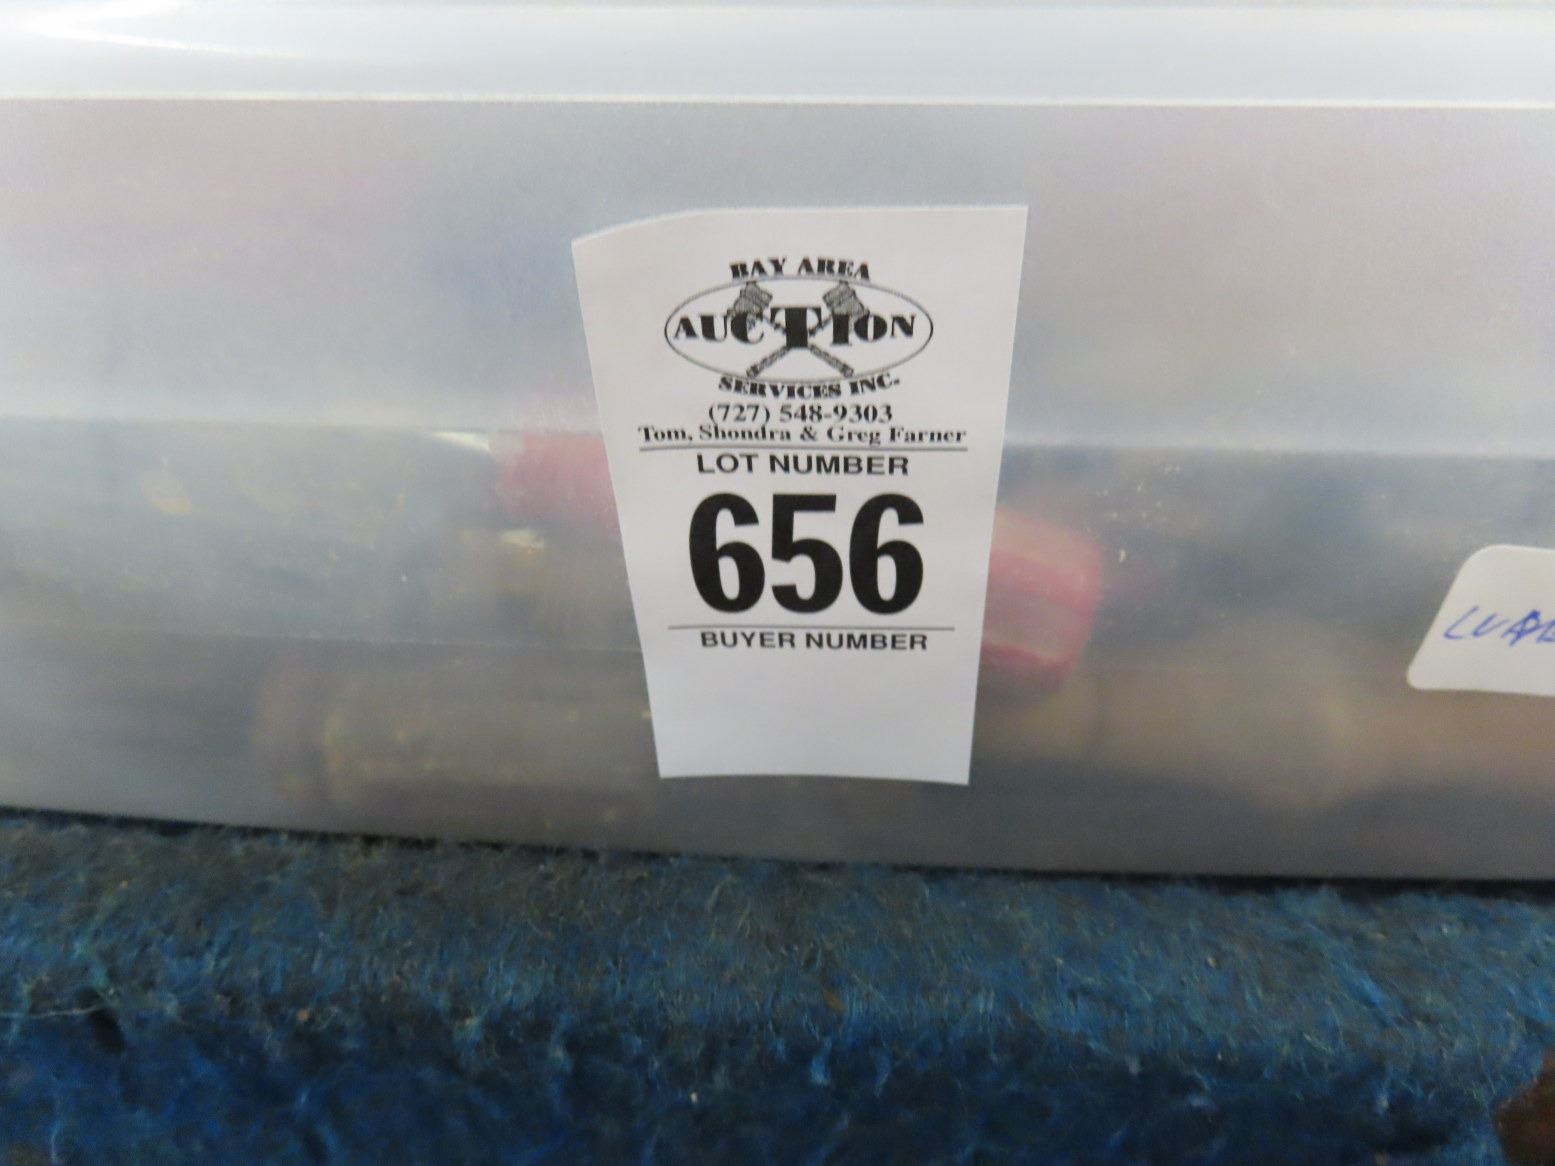 BAY AREA
AUCTION
SERVICES INC.
(727) 548-9303
Tom, Shondra & Greg Farner
LOT NUMBER
656
BUYER NUMBER